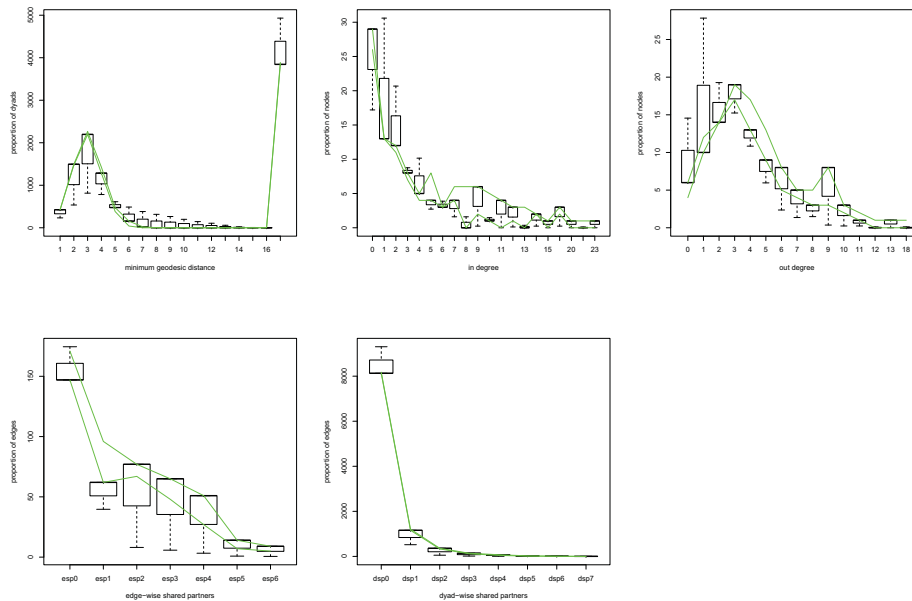 proportion of dyads
0 1000 2000 3000 4000 5000
1 2 3 4 5 6 7 8 9 10 12 14 16
minimum geodesic distance
proportion of nodes
0 5 10 15 20 25 30
0 1 2 3 4 5 6 7 8 9 11 13 15 20 23
in degree
proportion of nodes
0 5 10 15 20 25
0 1 2 3 4 5 6 7 8 9 10 11 12 13 18
out degree
proportion of edges
0 50 100 150
esp0 esp1 esp2 esp3 esp4 esp5 esp6
edge−wise shared partners
proportion of edges
0 2000 4000 6000 8000
dsp0 dsp1 dsp2 dsp3 dsp4 dsp5 dsp6 dsp7
dyad−wise shared partners